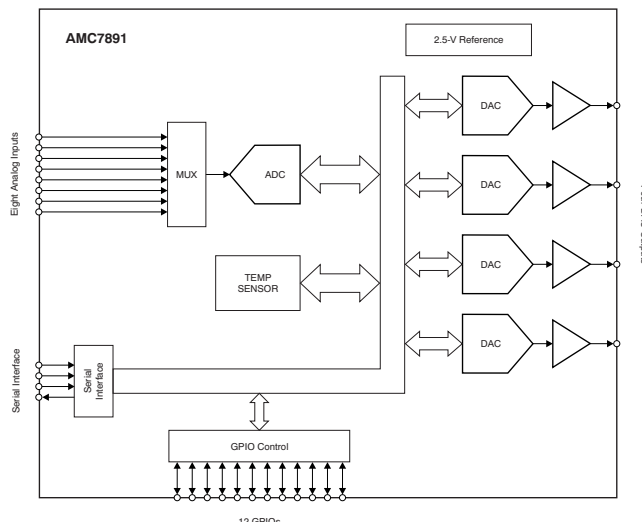 AMC7891
2.5-V Reference
Eight Analog Inputs
MUX
ADC
DAC
DAC
TEMP
SENSOR
DAC
DAC
Serial Interface
Serial
Interface
GPIO Control
12 GPIOs